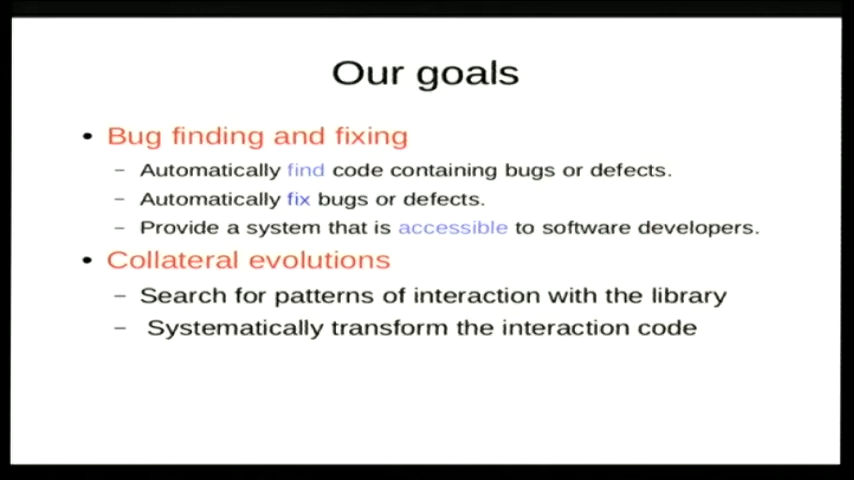 Our goals
• Bug finding and fixing
– Automatically find code containing bugs or defects.
– Automatically fix bugs or defects.
– Provide a system that is accessible to software developers.
• Collateral evolutions
– Search for patterns of interaction with the library
– Systematically transform the interaction code